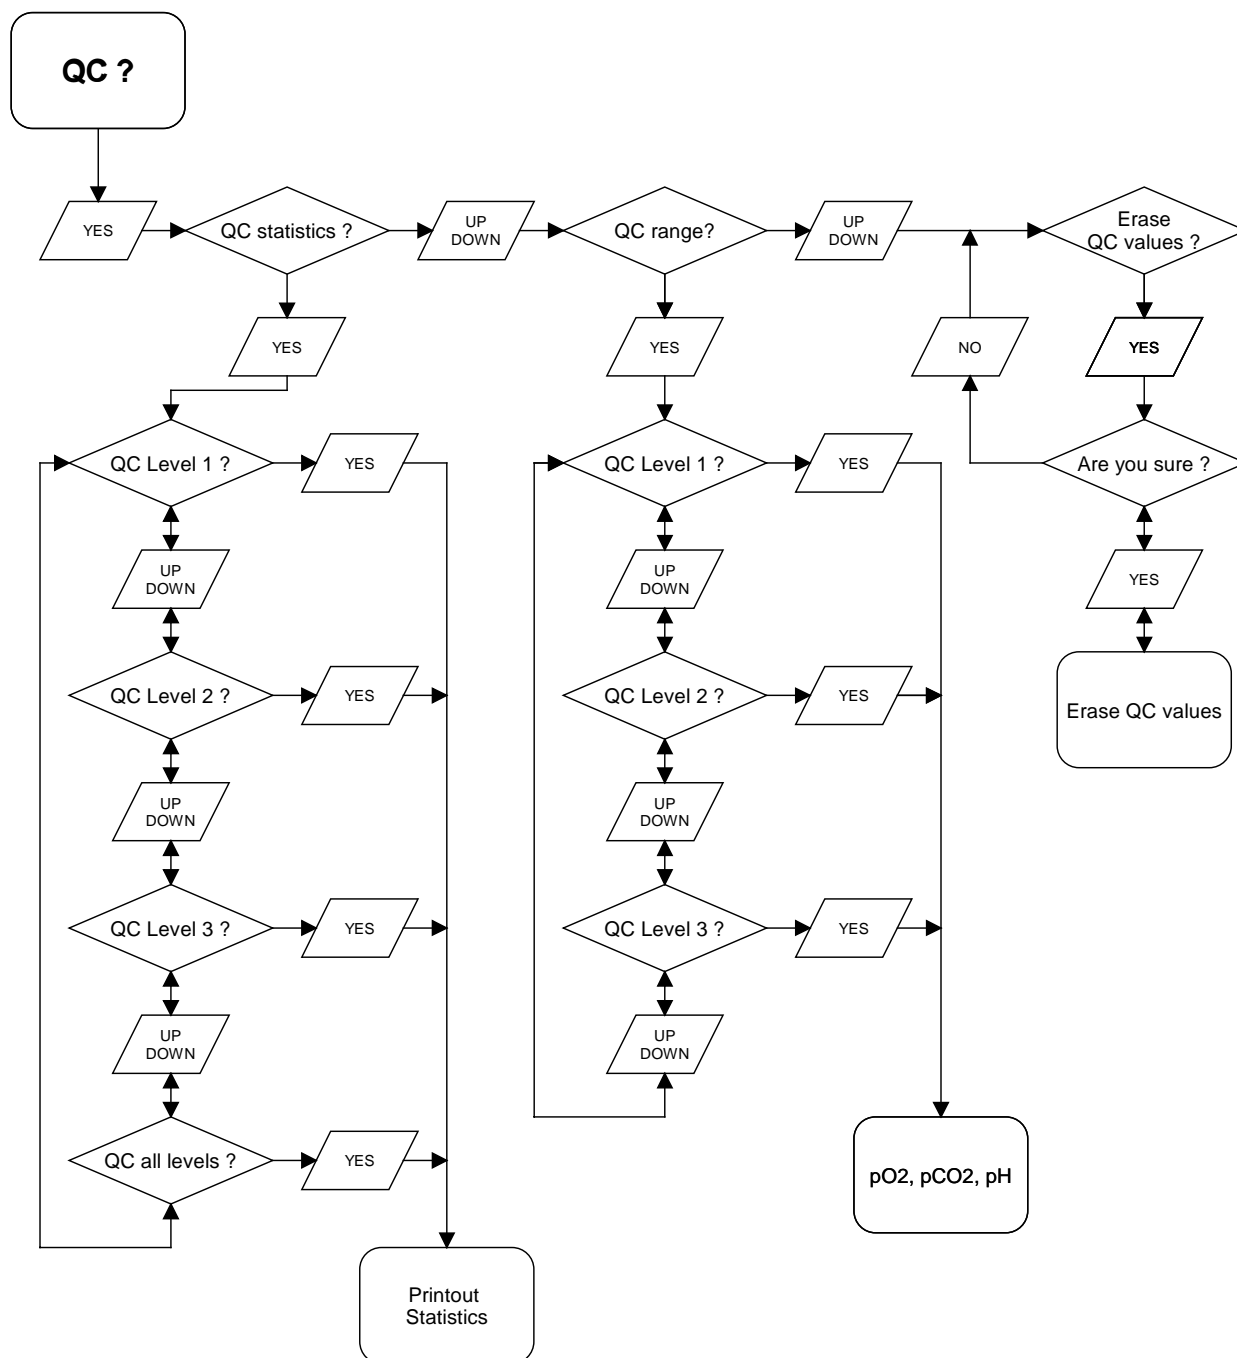 QC ?
YES
QC statistics ?
UP
DOWN
QC range?
UP
DOWN
Erase
QC values ?
YES
YES
NO
YES
QC Level 1 ?
YES
QC Level 1 ?
YES
Are you sure ?
UP
DOWN
UP
DOWN
YES
QC Level 2 ?
YES
QC Level 2 ?
YES
Erase QC values
UP
DOWN
UP
DOWN
QC Level 3 ?
YES
QC Level 3 ?
YES
UP
DOWN
UP
DOWN
QC all levels ?
YES
pO2, pCO2, pH
Printout
Statistics